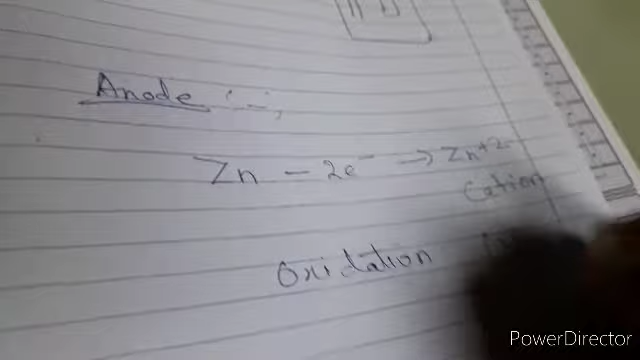 Anode :-
Zn - 2e⁻ → Zn⁺²
Cation
Oxidation
PowerDirector